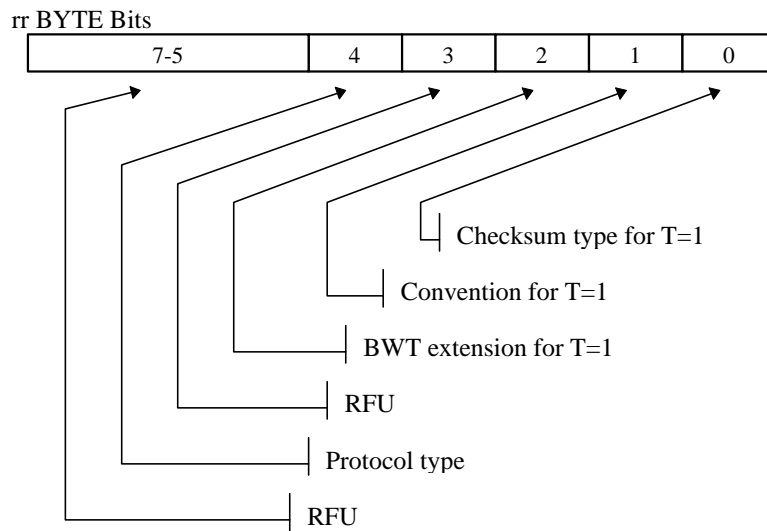 rr BYTE Bits
7-5 4 3 2 1 0
Checksum type for T=1
Convention for T=1
BWT extension for T=1
RFU
Protocol type
RFU